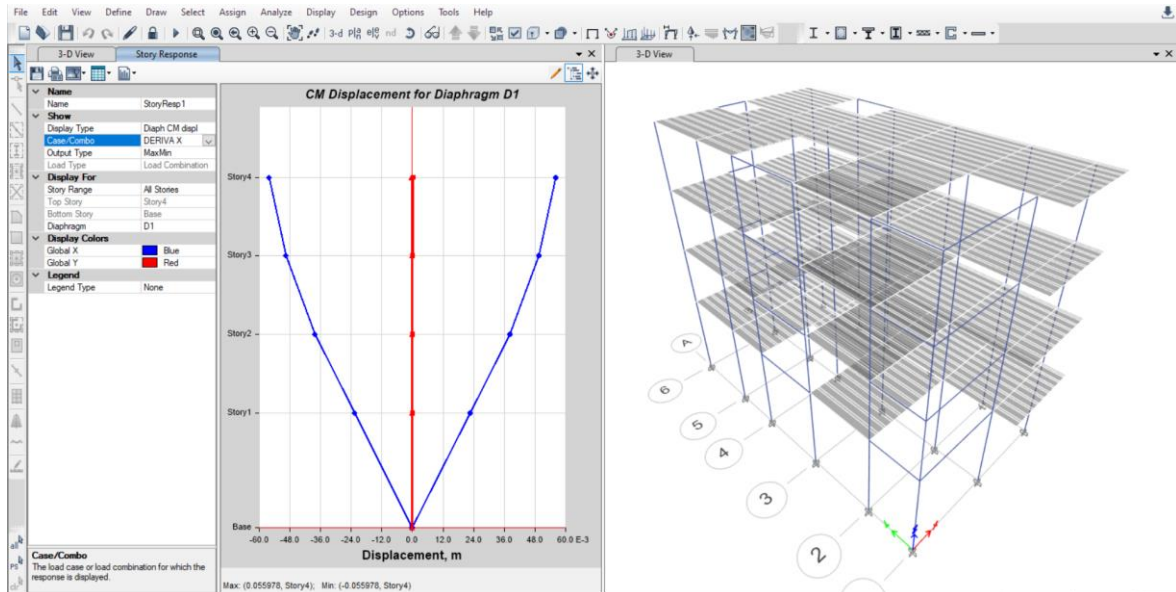 File Edit View Define Draw Select Assign Analyze Display Design Options Tools Help
3-d
nd
3-D View
Story Response
3-D View
Name
Name StoryResp1
Show
Display Type Diaph CM displ
Case/Combo DERIVA X
Output Type MaxMin
Load Type Load Combination
Display For
Story Range All Stories
Top Story Story4
Bottom Story Base
Diaphragm D1
Display Colors
Global X Blue
Global Y Red
Legend
Legend Type None
Case/Combo
The load case or load combination for which the
response is displayed.
CM Displacement for Diaphragm D1
Story4
Story3
Story2
Story1
Base
-60.0 -48.0 -36.0 -24.0 -12.0 0.0 12.0 24.0 36.0 48.0 60.0 E-3
Displacement, m
Max: (0.055978, Story4); Min: (-0.055978, Story4)
A
6
5
4
3
2
all
PS